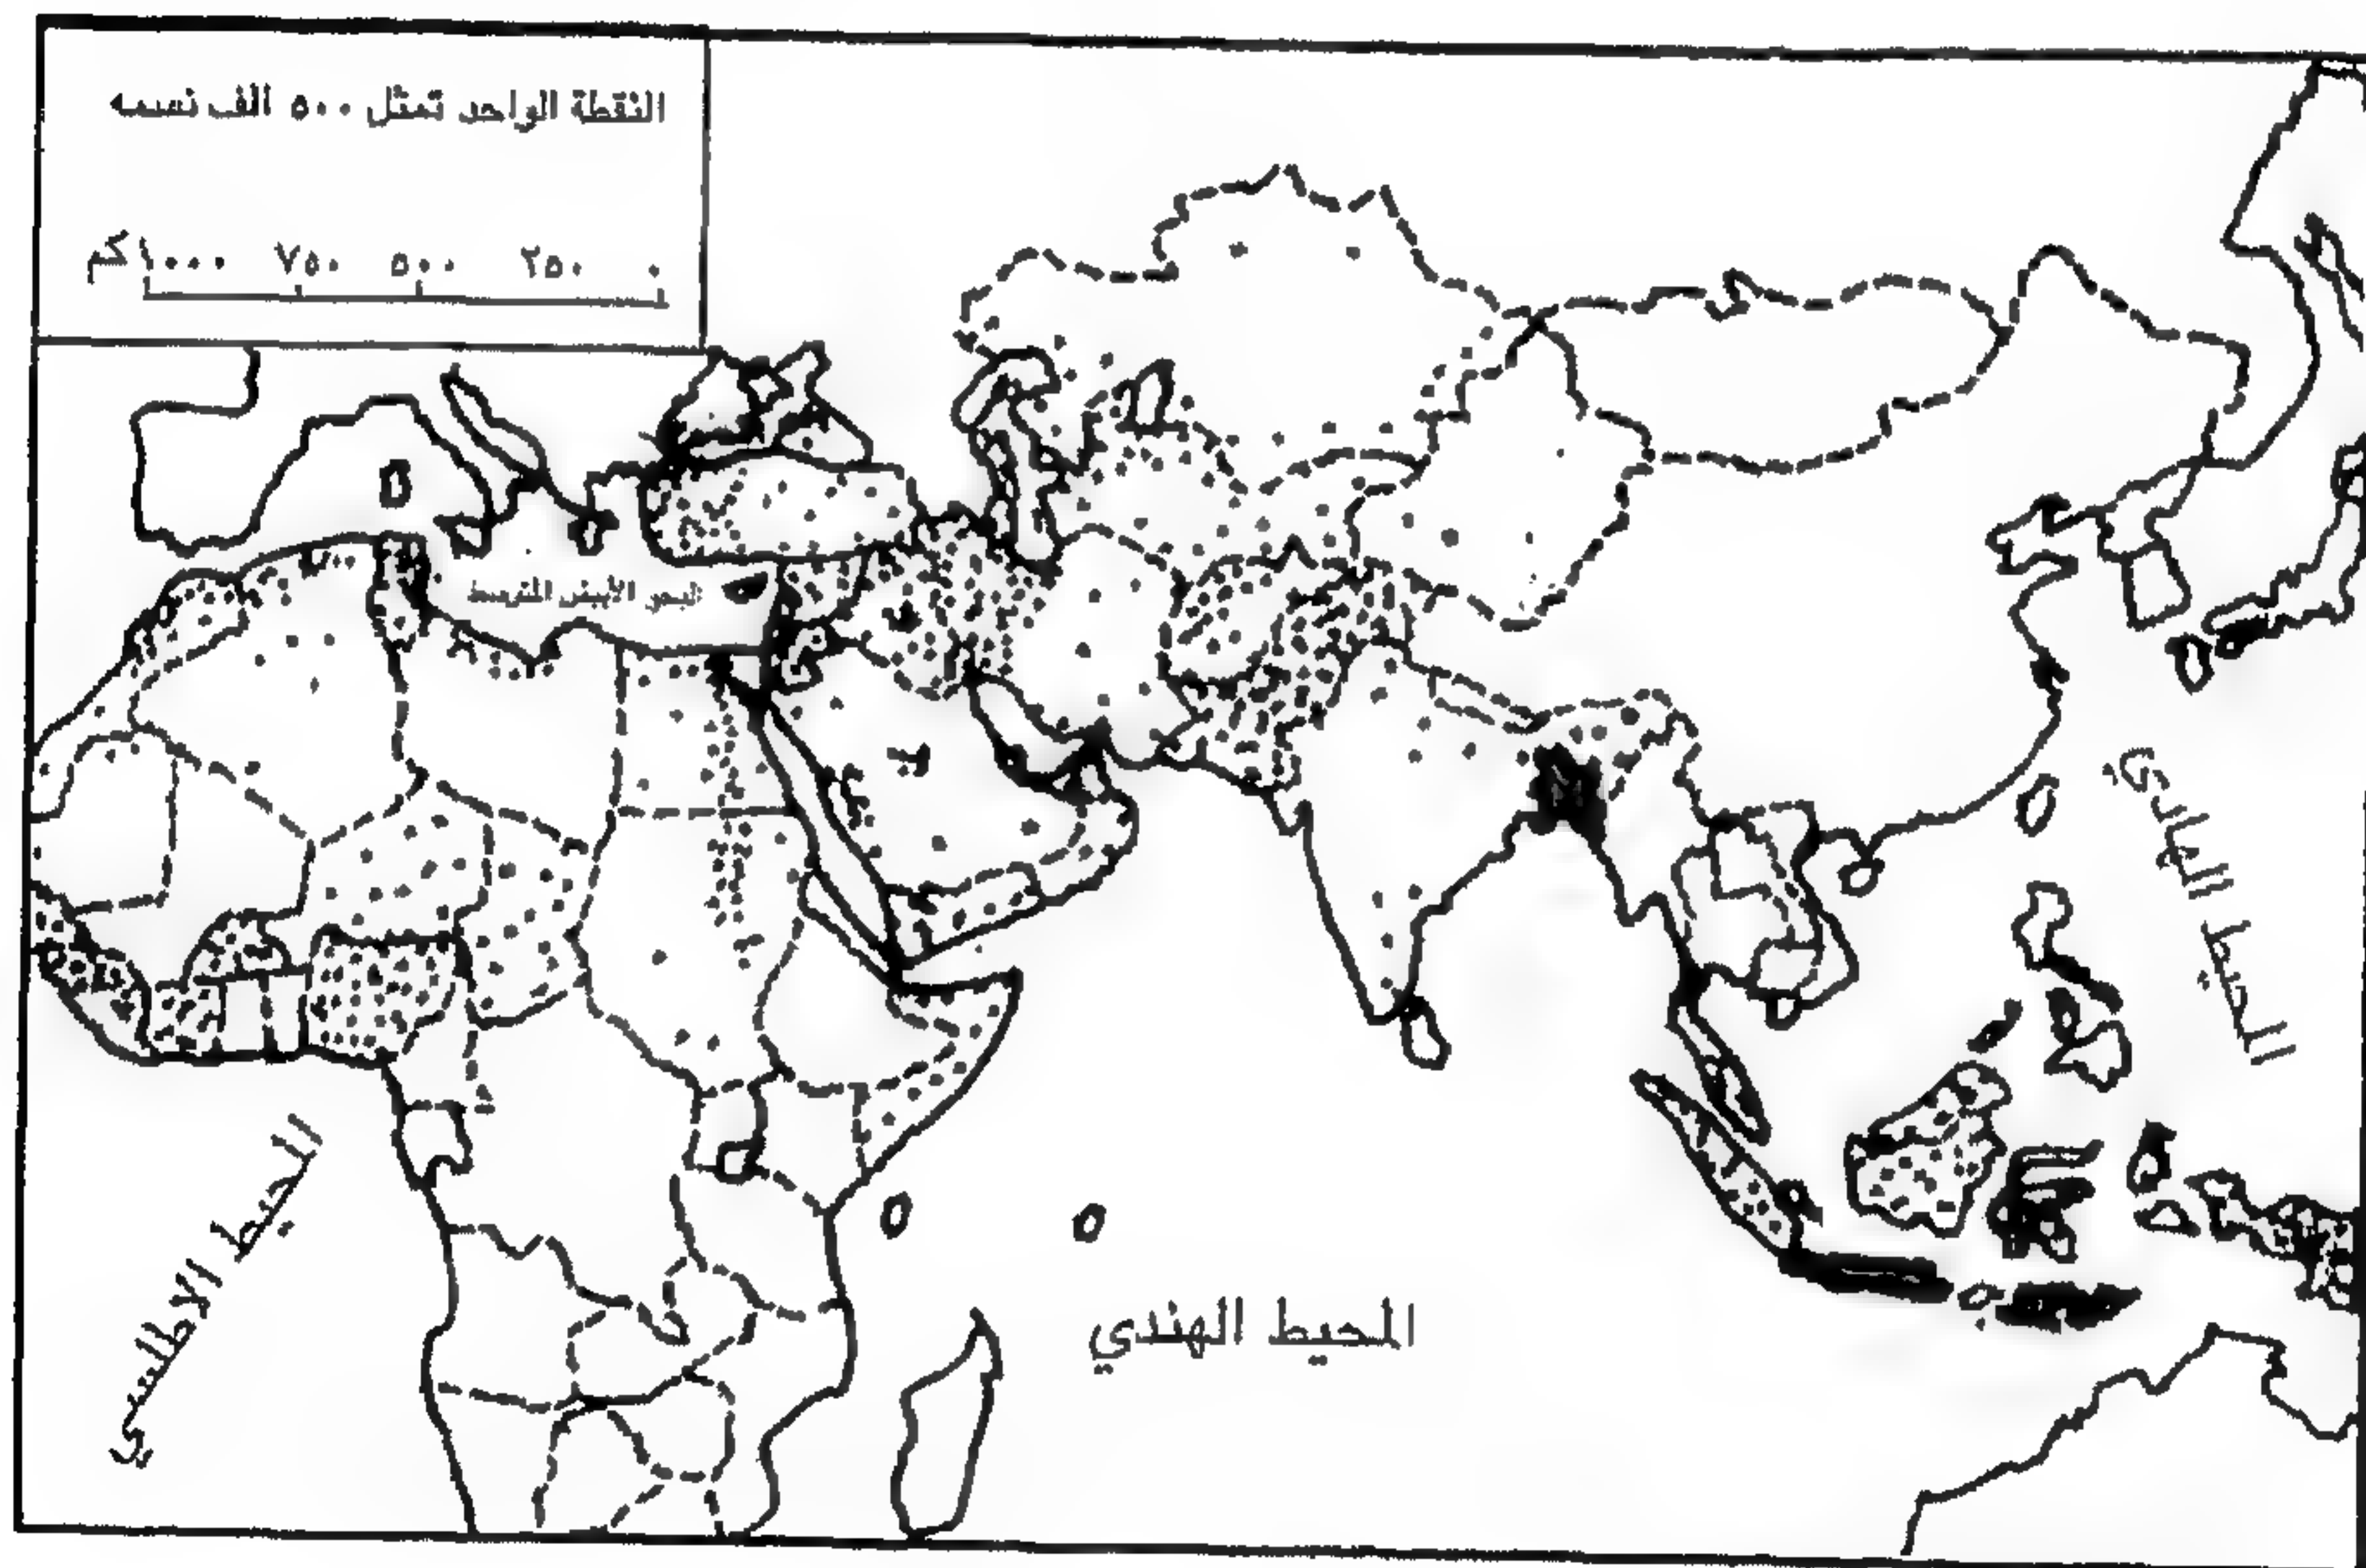 النقطة الواحد تمثل ٥٠٠ الف نسمه
١٠٠٠كم ٧٥٠ ٥٠٠ ٢٥٠ ٠
البحر الأبيض المتوسط
المحيط الهادي
المحيط الاطلسي
المحيط الهندي